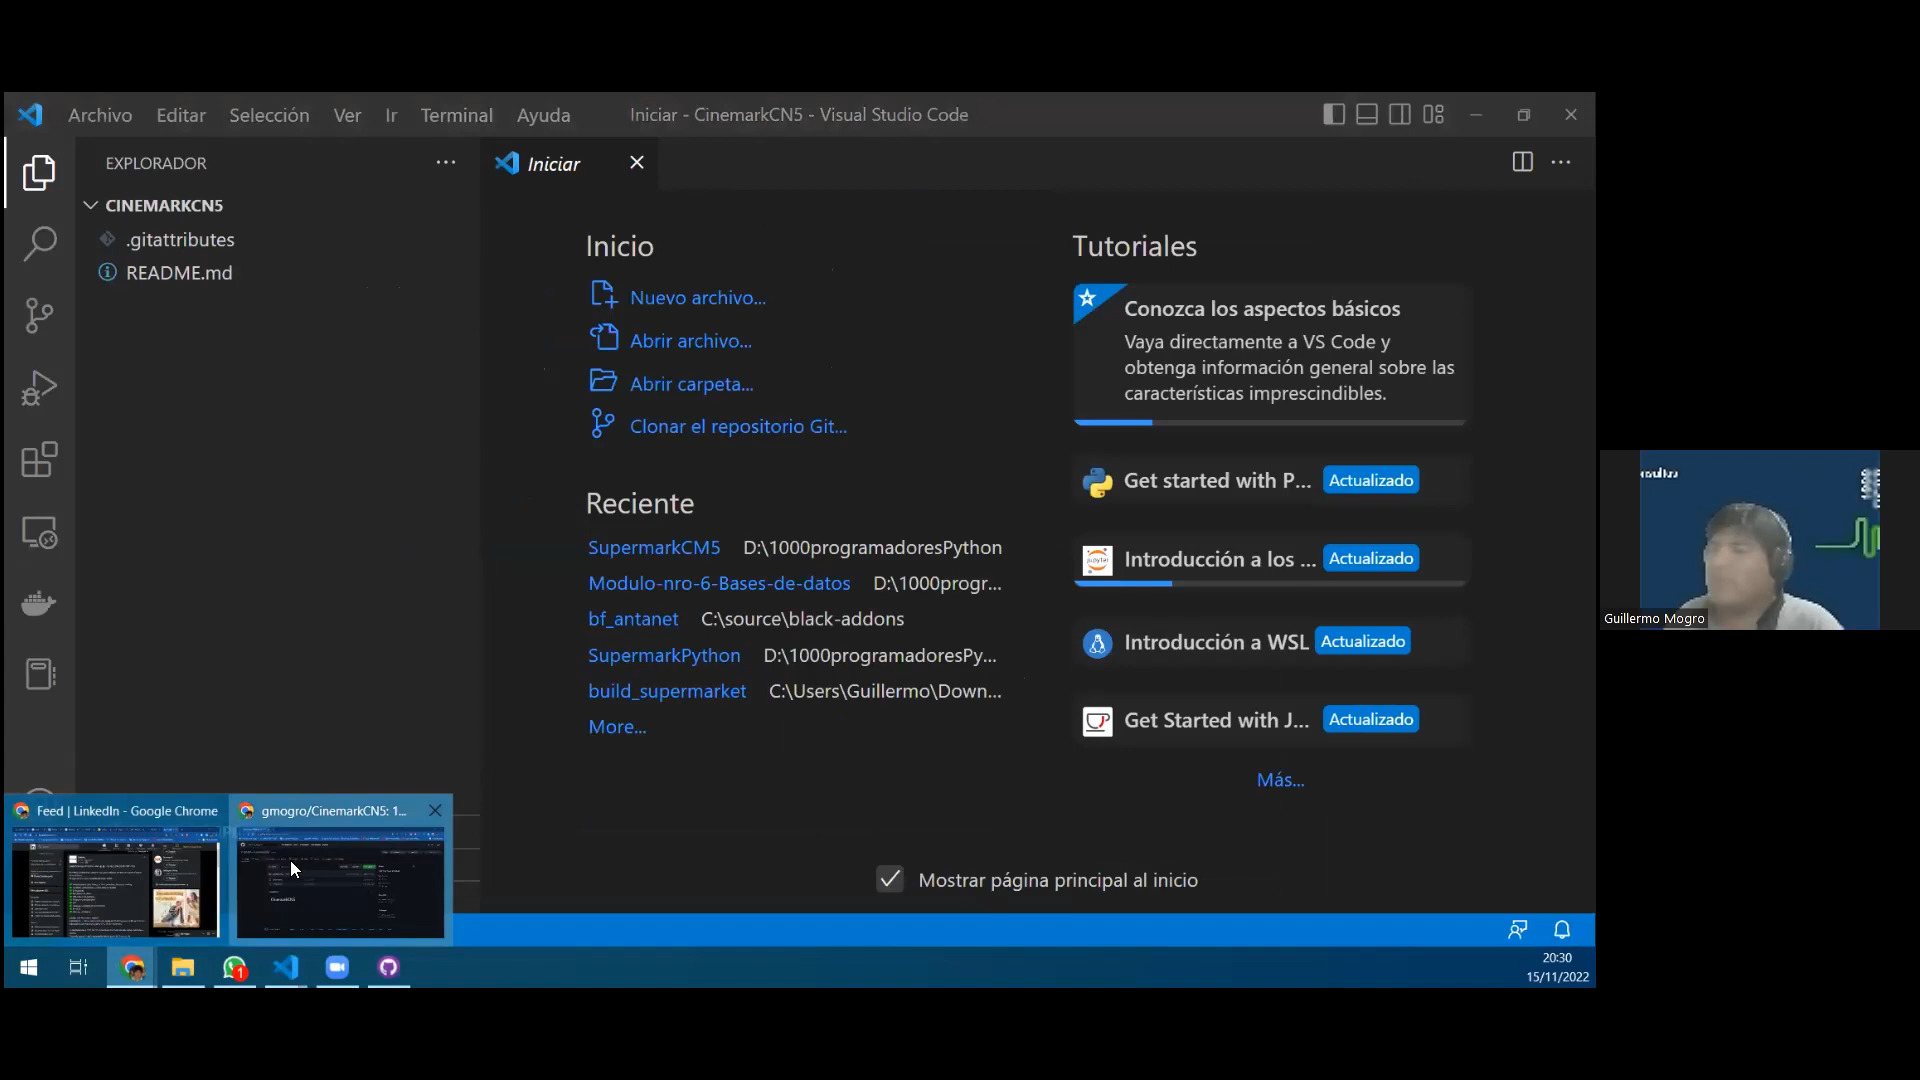 Archivo Editar Selección Ver Ir Terminal Ayuda
Iniciar - CinemarkCN5 - Visual Studio Code
EXPLORADOR
Iniciar
CINEMARKCN5
.gitattributes
README.md
Inicio
Nuevo archivo...
Abrir archivo...
Abrir carpeta...
Clonar el repositorio Git...
Reciente
SupermarkCM5 D:\1000programadoresPython
Modulo-nro-6-Bases-de-datos D:\1000progr...
bf_antanet C:\source\black-addons
SupermarkPython D:\1000programadoresPy...
build_supermarket C:\Users\Guillermo\Down...
More...
Tutoriales
Conozca los aspectos básicos
Vaya directamente a VS Code y
obtenga información general sobre las
características imprescindibles.
Get started with P... Actualizado
Introducción a los ... Actualizado
Introducción a WSL Actualizado
Get Started with J... Actualizado
Más...
Mostrar página principal al inicio
Feed | LinkedIn - Google Chrome
gmogro/CinemarkCN5: 1...
1
20:30
15/11/2022
Guillermo Mogro